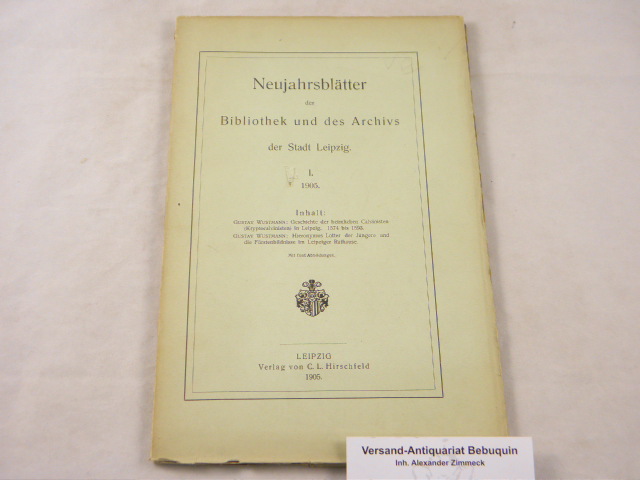 Neujahrsblätter
der
Bibliothek und des Archivs
der Stadt Leipzig.
I.
1905.
Inhalt:
Gustav Wustmann: Geschichte der heimlichen Calvinisten
(Kryptocalvinisten) in Leipzig. 1574 bis 1593.
Gustav Wustmann: Hieronymus Lotter der Jüngere und
die Fürstenbildnisse im Leipziger Rathause.
Mit fünf Abbildungen.
LEIPZIG
Verlag von C. L. Hirschfeld
1905.
Versand-Antiquariat Bebuquin
Inh. Alexander Zimmeck